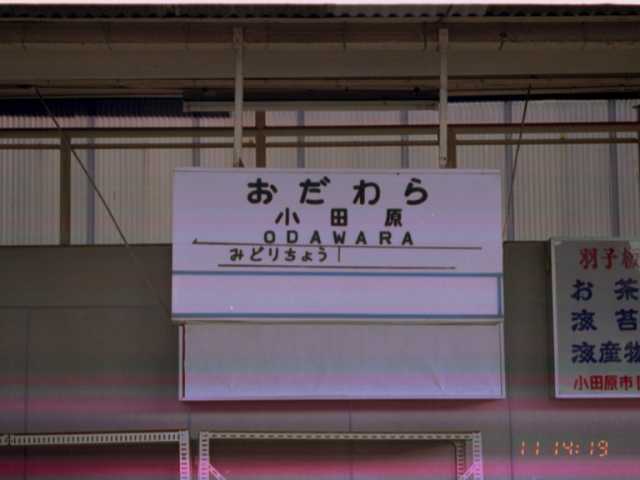 おだわら
小田原
ODAWARA
みどりちょう
羽子板
お茶
海苔
海産物
小田原市
11 14:19